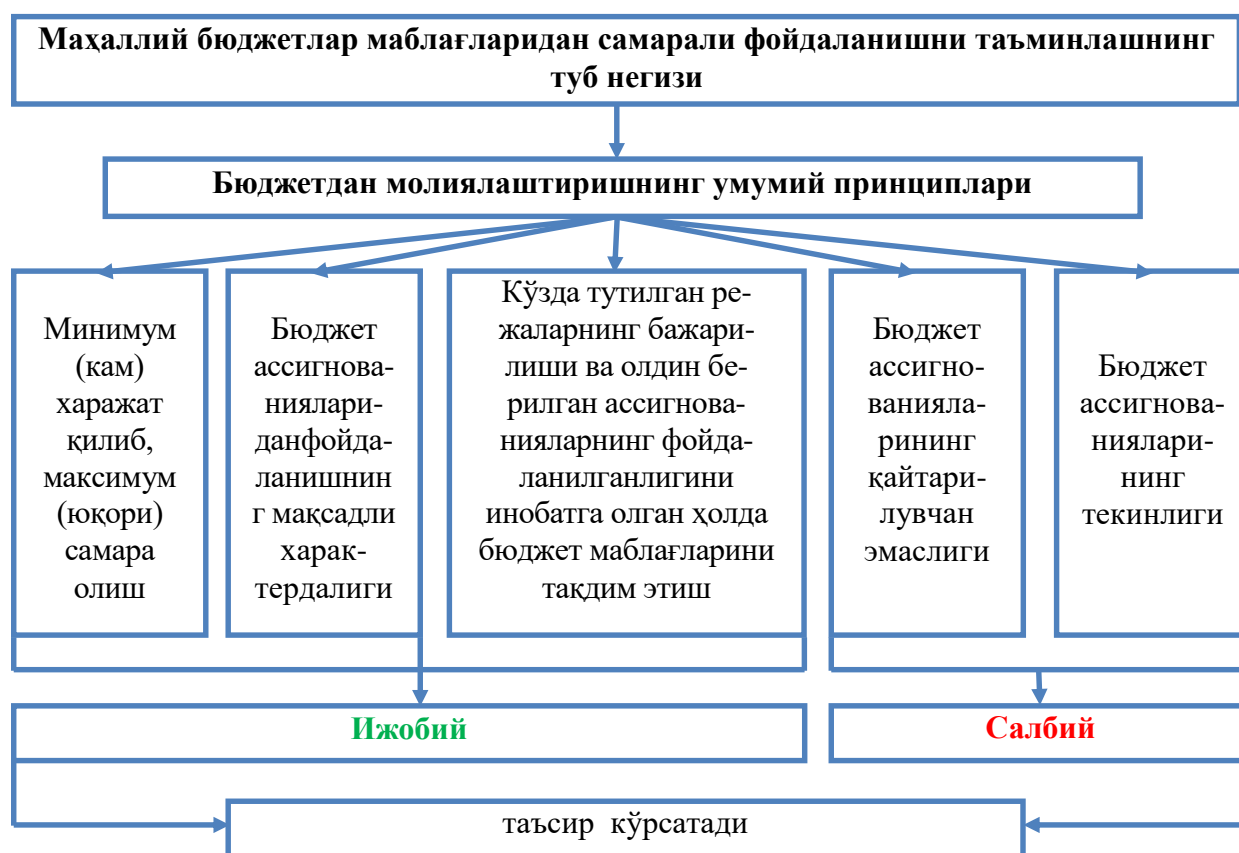 Маҳаллий бюджетлар маблағларидан самарали фойдаланишни таъминлашнинг
туб негизи
Бюджетдан молиялаштиришнинг умумий принциплари
Минимум
(кам)
харажат
қилиб,
максимум
(юқори)
самара
олиш
Бюджет
ассигнова-
ниялари-
данфойда-
ланишнин
г мақсадли
харак-
тердалиги
Кўзда тутилган ре-
жаларнинг бажари-
лиши ва олдин бе-
рилган ассигнова-
нияларнинг фойда-
ланилганлигини
инобатга олган ҳолда
бюджет маблағларини
тақдим этиш
Бюджет
ассигно-
ванияла-
рининг
қайтари-
лувчан
эмаслиги
Бюджет
ассигнова-
ниялари-
нинг
текинлиги
Ижобий
Салбий
таъсир кўрсатади